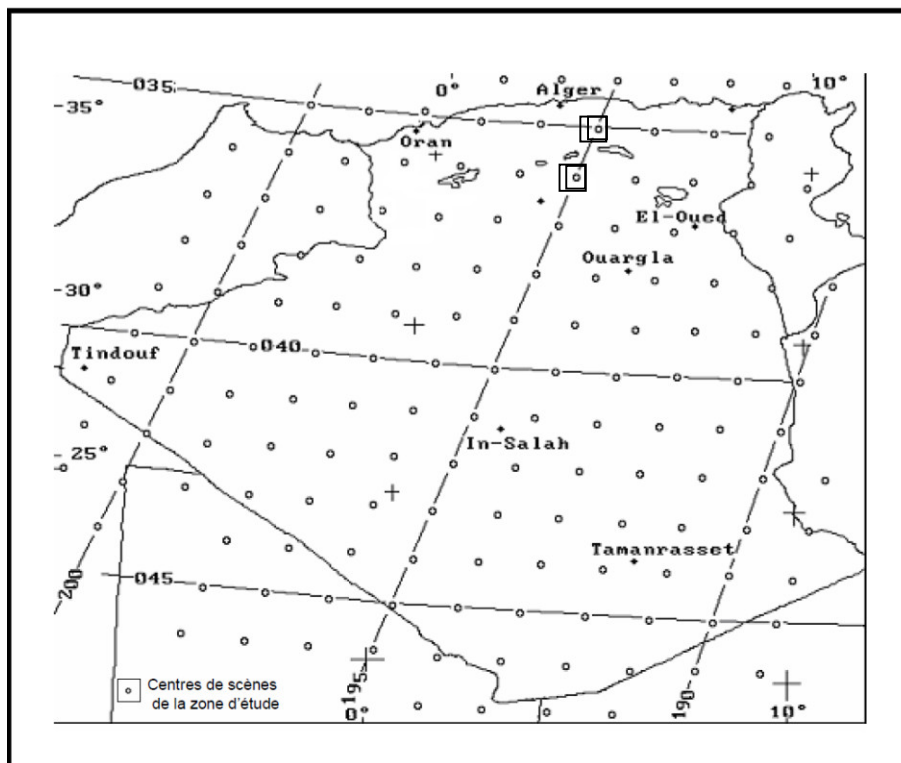 035
0°
Alger
10°
-35°
Oran
El-Oued
Ouargla
-30°
040
Tindouf
In-Salah
- 25°
Tamanrasset
045
200
Centres de scènes
de la zone d'étude
195
190
0°
10°